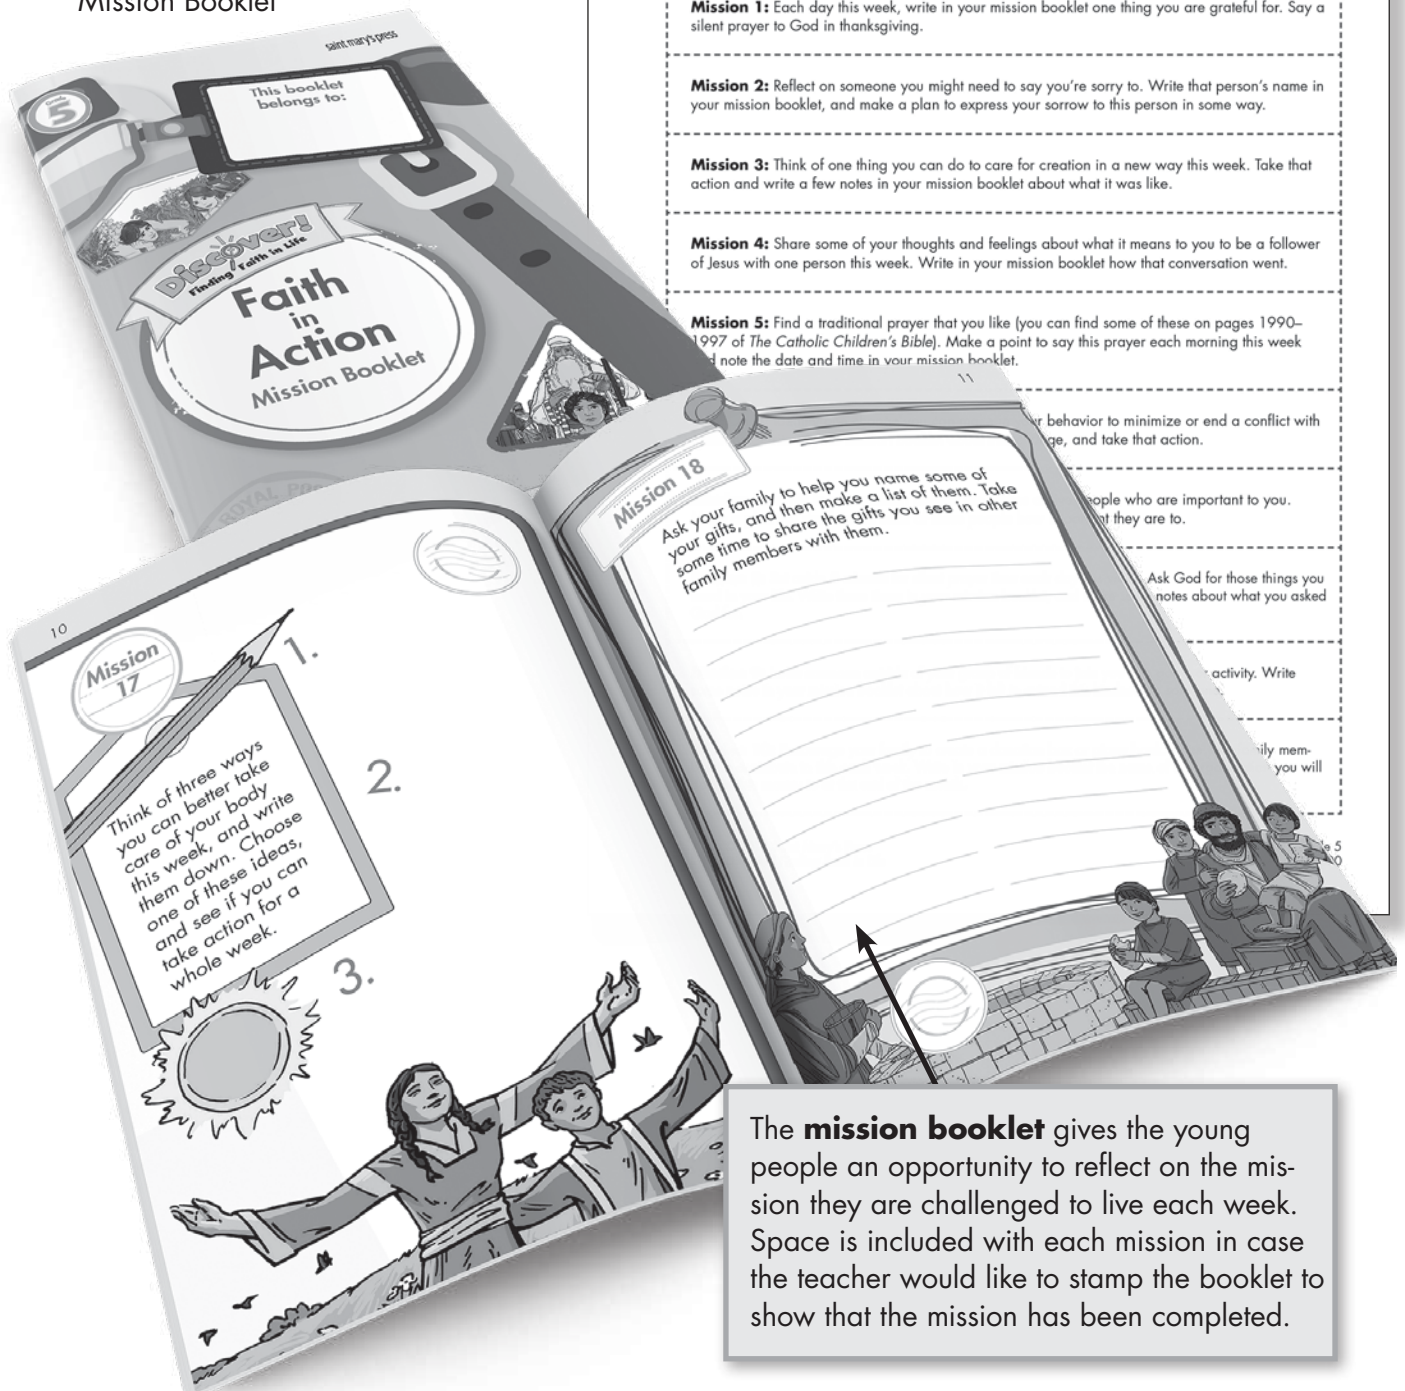 Mission Booklet
saint mary's press
Grade
5
This booklet
belongs to:
Discover!
Finding Faith in Life
Faith
in
Action
Mission Booklet
Mission 1: Each day this week, write in your mission booklet one thing you are grateful for. Say a
silent prayer to God in thanksgiving.
Mission 2: Reflect on someone you might need to say you're sorry to. Write that person's name in
your mission booklet, and make a plan to express your sorrow to this person in some way.
Mission 3: Think of one thing you can do to care for creation in a new way this week. Take that
action and write a few notes in your mission booklet about what it was like.
Mission 4: Share some of your thoughts and feelings about what it means to you to be a follower
of Jesus with one person this week. Write in your mission booklet how that conversation went.
Mission 5: Find a traditional prayer that you like (you can find some of these on pages 1990–
1997 of The Catholic Children's Bible). Make a point to say this prayer each morning this week
note the date and time in your mission booklet.
behavior to minimize or end a conflict with
and take that action.
who are important to you.
they are to.
Ask God for those things you
notes about what you asked
activity. Write
mem-
you will
5
10
Mission
17
Think of three ways
you can better take
care of your body
this week, and write
them down. Choose
one of these ideas,
and see if you can
take action for a
whole week.
1.
2.
3.
11
Mission 18
Ask your family to help you name some of
your gifts, and then make a list of them. Take
some time to share the gifts you see in other
family members with them.
The mission booklet gives the young
people an opportunity to reflect on the mis-
sion they are challenged to live each week.
Space is included with each mission in case
the teacher would like to stamp the booklet to
show that the mission has been completed.